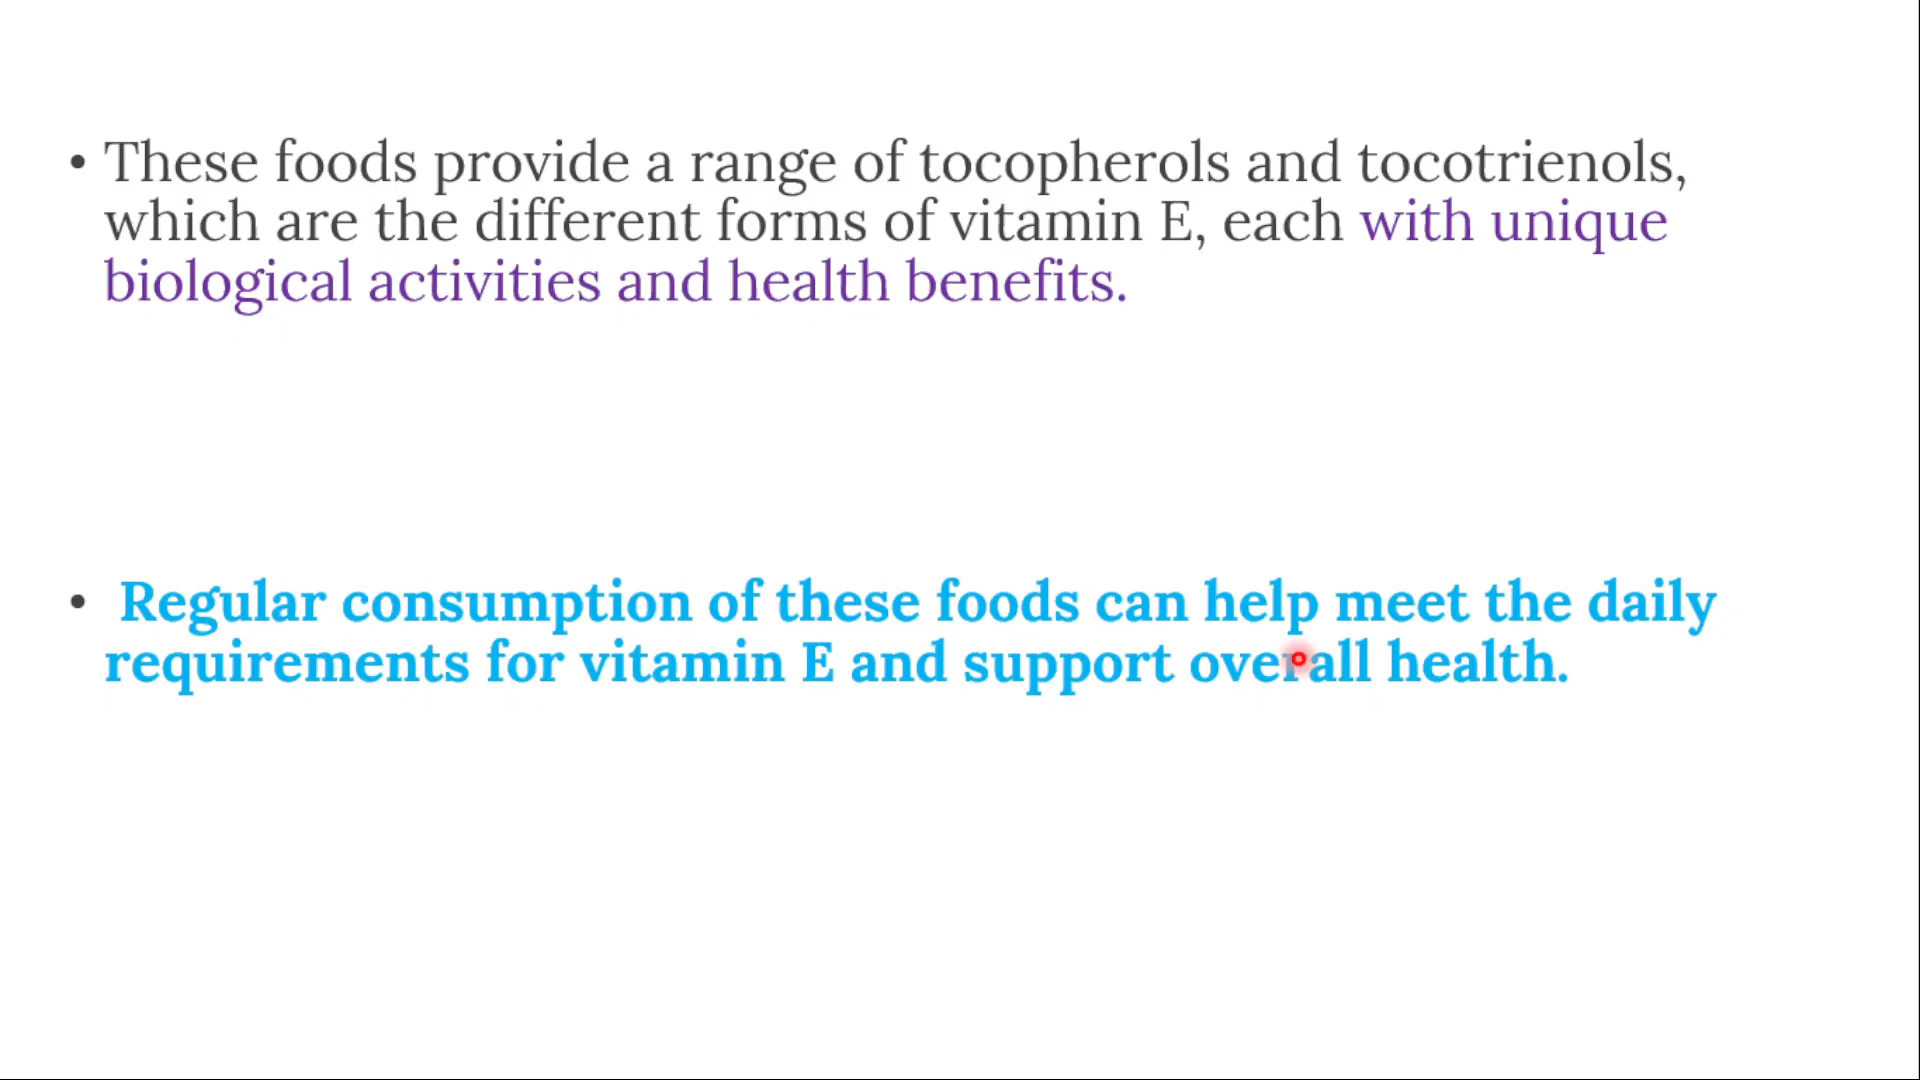 • These foods provide a range of tocopherols and tocotrienols,
which are the different forms of vitamin E, each with unique
biological activities and health benefits.
• Regular consumption of these foods can help meet the daily
requirements for vitamin E and support overall health.